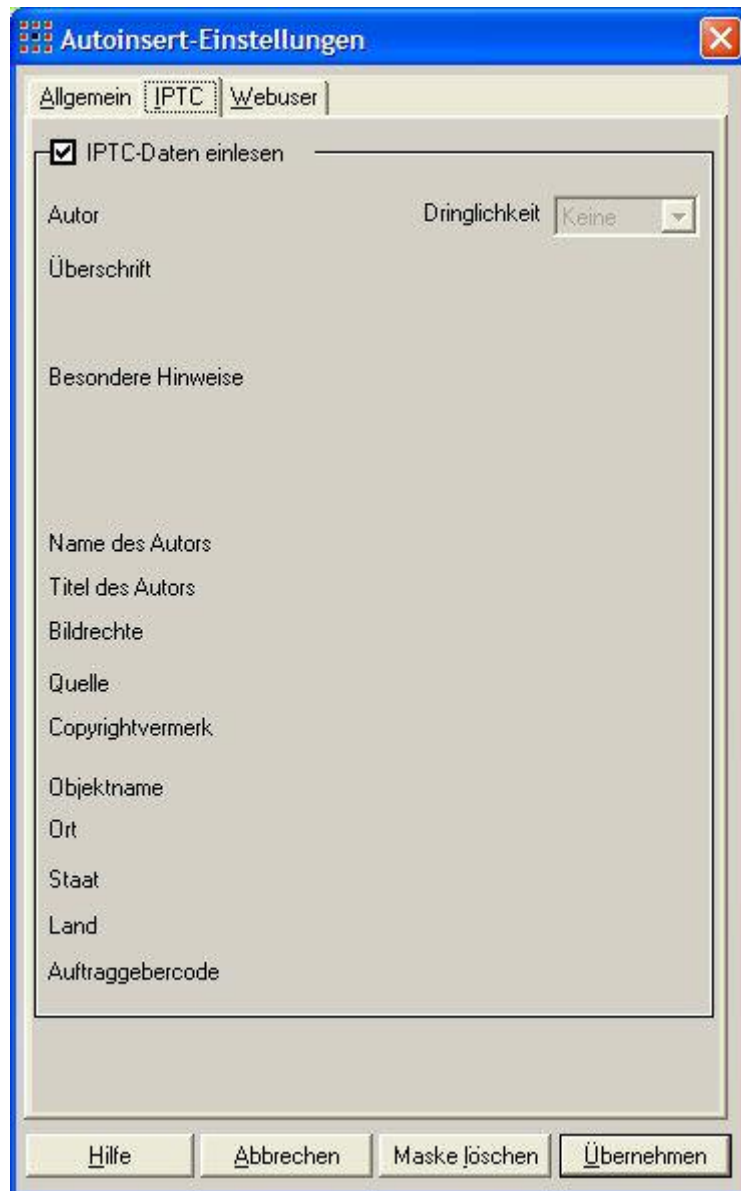 Autoinsert-Einstellungen
Allgemein IPTC Webuser
IPTC-Daten einlesen
Autor Dringlichkeit Keine
Überschrift
Besondere Hinweise
Name des Autors
Titel des Autors
Bildrechte
Quelle
Copyrightvermerk
Objektname
Ort
Staat
Land
Auftraggebercode
Hilfe Abbrechen Maske löschen Übernehmen